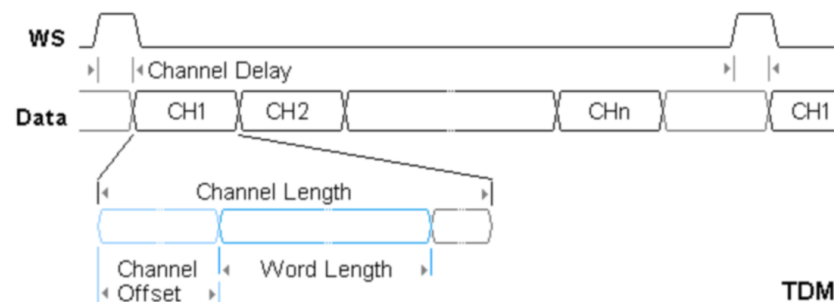 WS
Channel Delay
Data CH1 CH2 CHn CH1
Channel Length
Channel Word Length
Offset
TDM